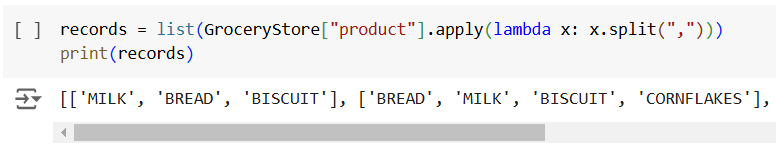 [ ] records = list(GroceryStore["product"].apply(lambda x: x.split(",")))
print(records)
[['MILK', 'BREAD', 'BISCUIT'], ['BREAD', 'MILK', 'BISCUIT', 'CORNFLAKES'],